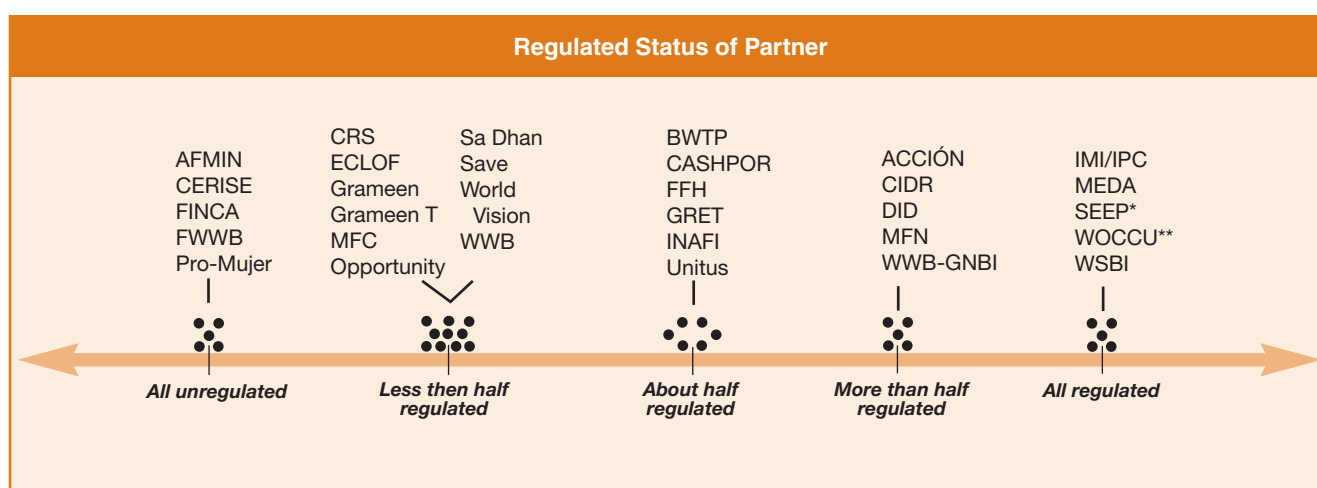 Regulated Status of Partner
AFMIN
CERISE
FINCA
FWWB
Pro-Mujer
CRS
ECLOF
Grameen
Grameen T
MFC
Opportunity
Sa Dhan
Save
World
Vision
WWB
BWTP
CASHPOR
FFH
GRET
INAFI
Unitus
ACCIÓN
CIDR
DID
MFN
WWB-GNBI
IMI/IPC
MEDA
SEEP*
WOCCU**
WSBI
All unregulated
Less then half
regulated
About half
regulated
More than half
regulated
All regulated